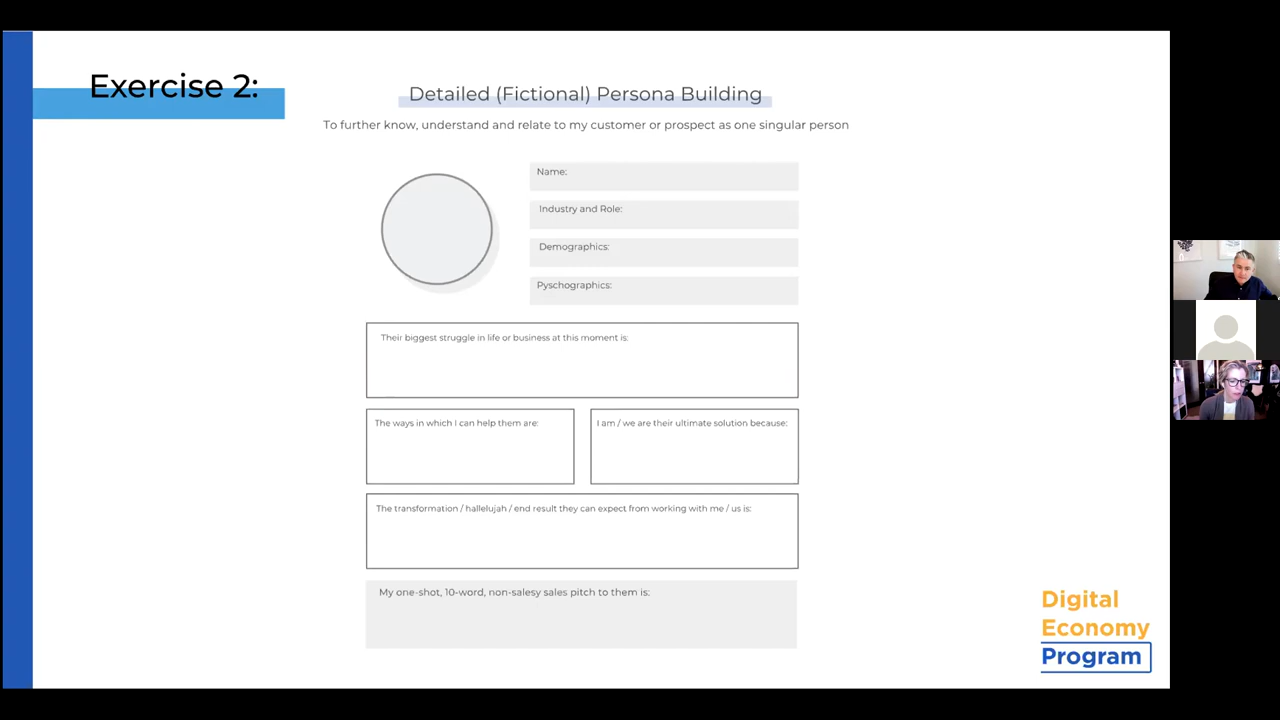 Exercise 2:
Detailed (Fictional) Persona Building
To further know, understand and relate to my customer or prospect as one singular person
Name:
Industry and Role:
Demographics:
Pyschographics:
Their biggest struggle in life or business at this moment is:
The ways in which I can help them are:
I am / we are their ultimate solution because:
The transformation / hallelujah / end result they can expect from working with me / us is:
My one-shot, 10-word, non-salesy sales pitch to them is:
Digital
Economy
Program